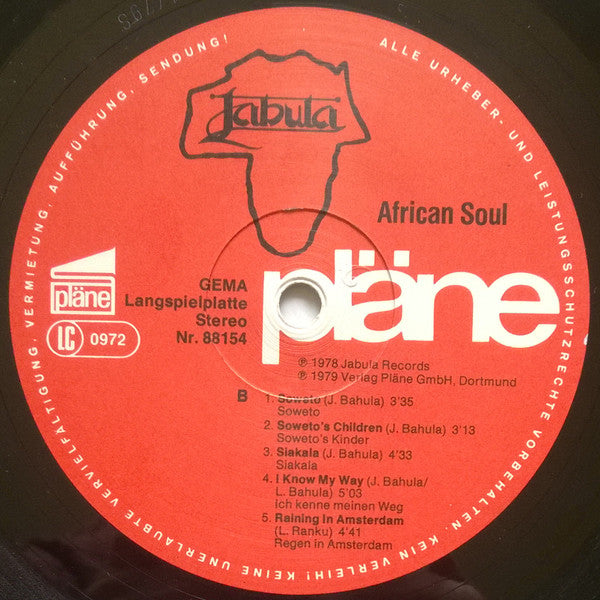 ALLE URHEBER- UND LEISTUNGSSCHUTZRECHTE VORBEHALTEN. KEIN VERLEIH! KEINE UNERLAUBTE VERVIELFÄLTIGUNG, VERMIETUNG, AUFFÜHRUNG, SENDUNG!
Jabula
African Soul
pläne
pläne
LC 0972
GEMA
Langspielplatte
Stereo
Nr. 88154
℗ 1978 Jabula Records
℗ 1979 Verlag Pläne GmbH, Dortmund
B
1. Soweto (J. Bahula) 3'35
Soweto
2. Soweto's Children (J. Bahula) 3'13
Soweto's Kinder
3. Siakala (J. Bahula) 4'33
Siakala
4. I Know My Way (J. Bahula/
L. Bahula) 5'03
Ich kenne meinen Weg
5. Raining In Amsterdam
(L. Ranku) 4'41
Regen in Amsterdam